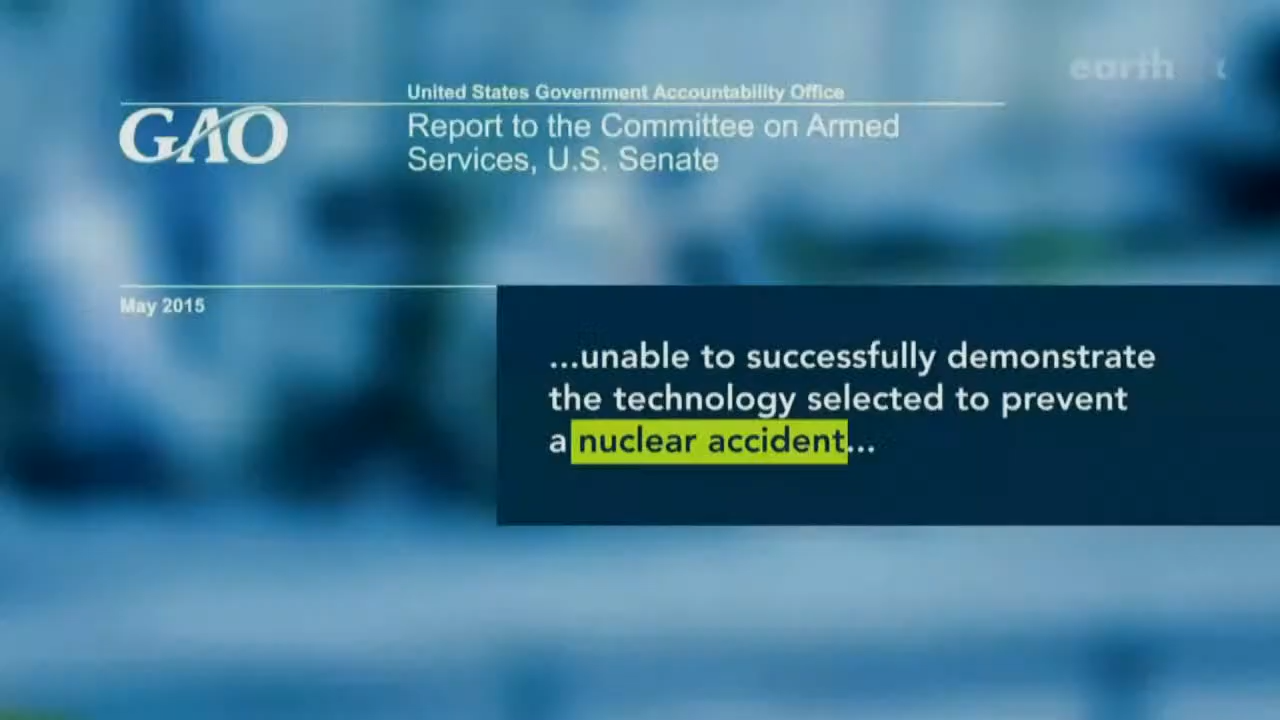 earth
United States Government Accountability Office
GAO
Report to the Committee on Armed
Services, U.S. Senate
May 2015
...unable to successfully demonstrate
the technology selected to prevent
a nuclear accident...